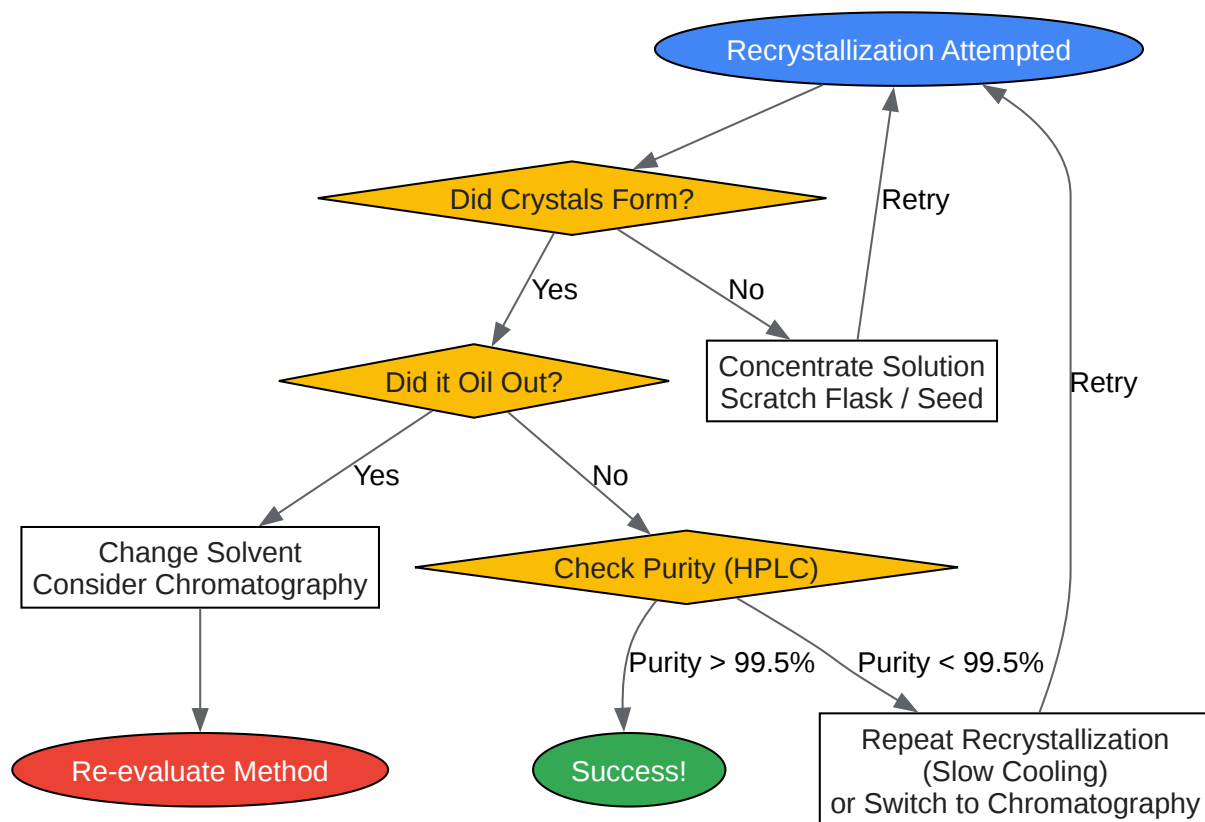 Recrystallization Attempted
Did Crystals Form?
Retry
Yes
No
Concentrate Solution
Scratch Flask / Seed
Did it Oil Out?
Retry
Yes
No
Change Solvent
Consider Chromatography
Check Purity (HPLC)
Purity > 99.5%
Purity < 99.5%
Re-evaluate Method
Success!
Repeat Recrystallization
(Slow Cooling)
or Switch to Chromatography